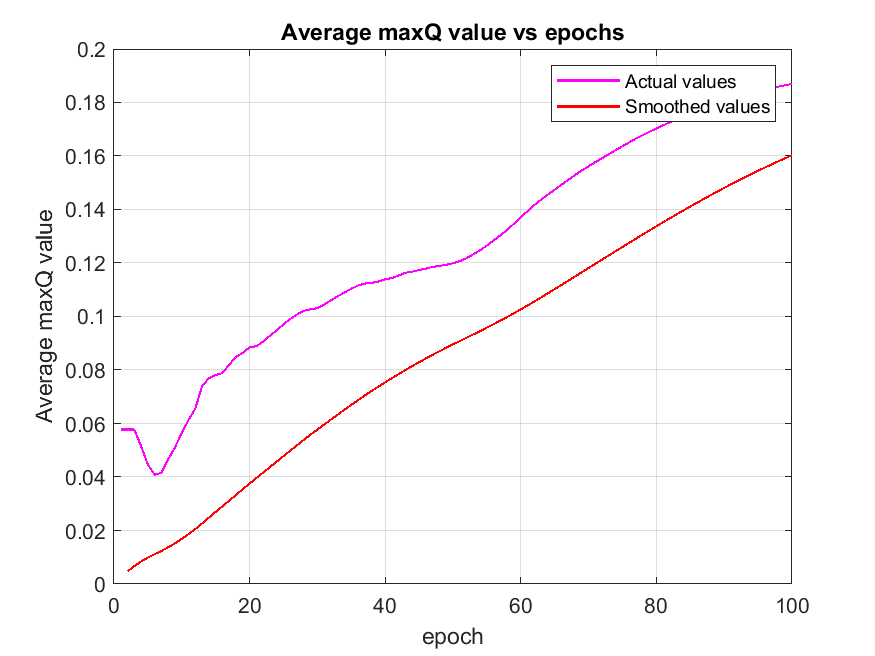 Average maxQ value vs epochs
Actual values
Smoothed values
Average maxQ value
0.2
0.18
0.16
0.14
0.12
0.1
0.08
0.06
0.04
0.02
0
0 20 40 60 80 100
epoch